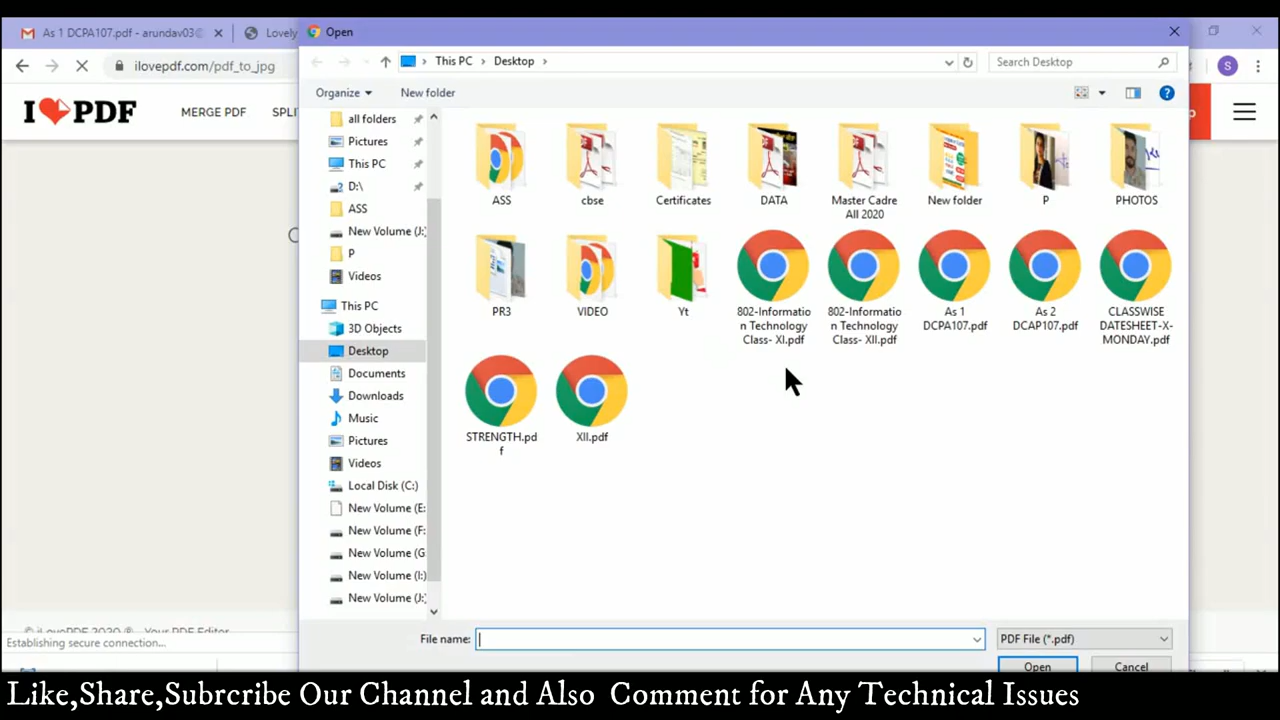 As 1 DCPA107.pdf - arundav03@
Lovely
Open
ilovepdf.com/pdf_to_jpg
This PC
Desktop
Search Desktop
S
Organize
New folder
I PDF
MERGE PDF
all folders
Pictures
This PC
D:\
ASS
New Volume (J:)
P
Videos
This PC
3D Objects
Desktop
Documents
Downloads
Music
Pictures
Videos
Local Disk (C:)
New Volume (E:
New Volume (F:
New Volume (G
New Volume (I:)
New Volume (J:)
ASS
cbse
Certificates
DATA
Master Cadre
All 2020
New folder
P
PHOTOS
PR3
VIDEO
Yt
802-Informatio
n Technology
Class- XI.pdf
802-Informatio
n Technology
Class- XII.pdf
As 1
DCPA107.pdf
As 2
DCAP107.pdf
CLASSWISE
DATESHEET-X-
MONDAY.pdf
STRENGTH.pd
f
XII.pdf
© iLovePDF 2020 ® - Your PDF Editor
Establishing secure connection...
File name:
PDF File (*.pdf)
Open
Cancel
Like,Share,Subrcribe Our Channel and Also Comment for Any Technical Issues